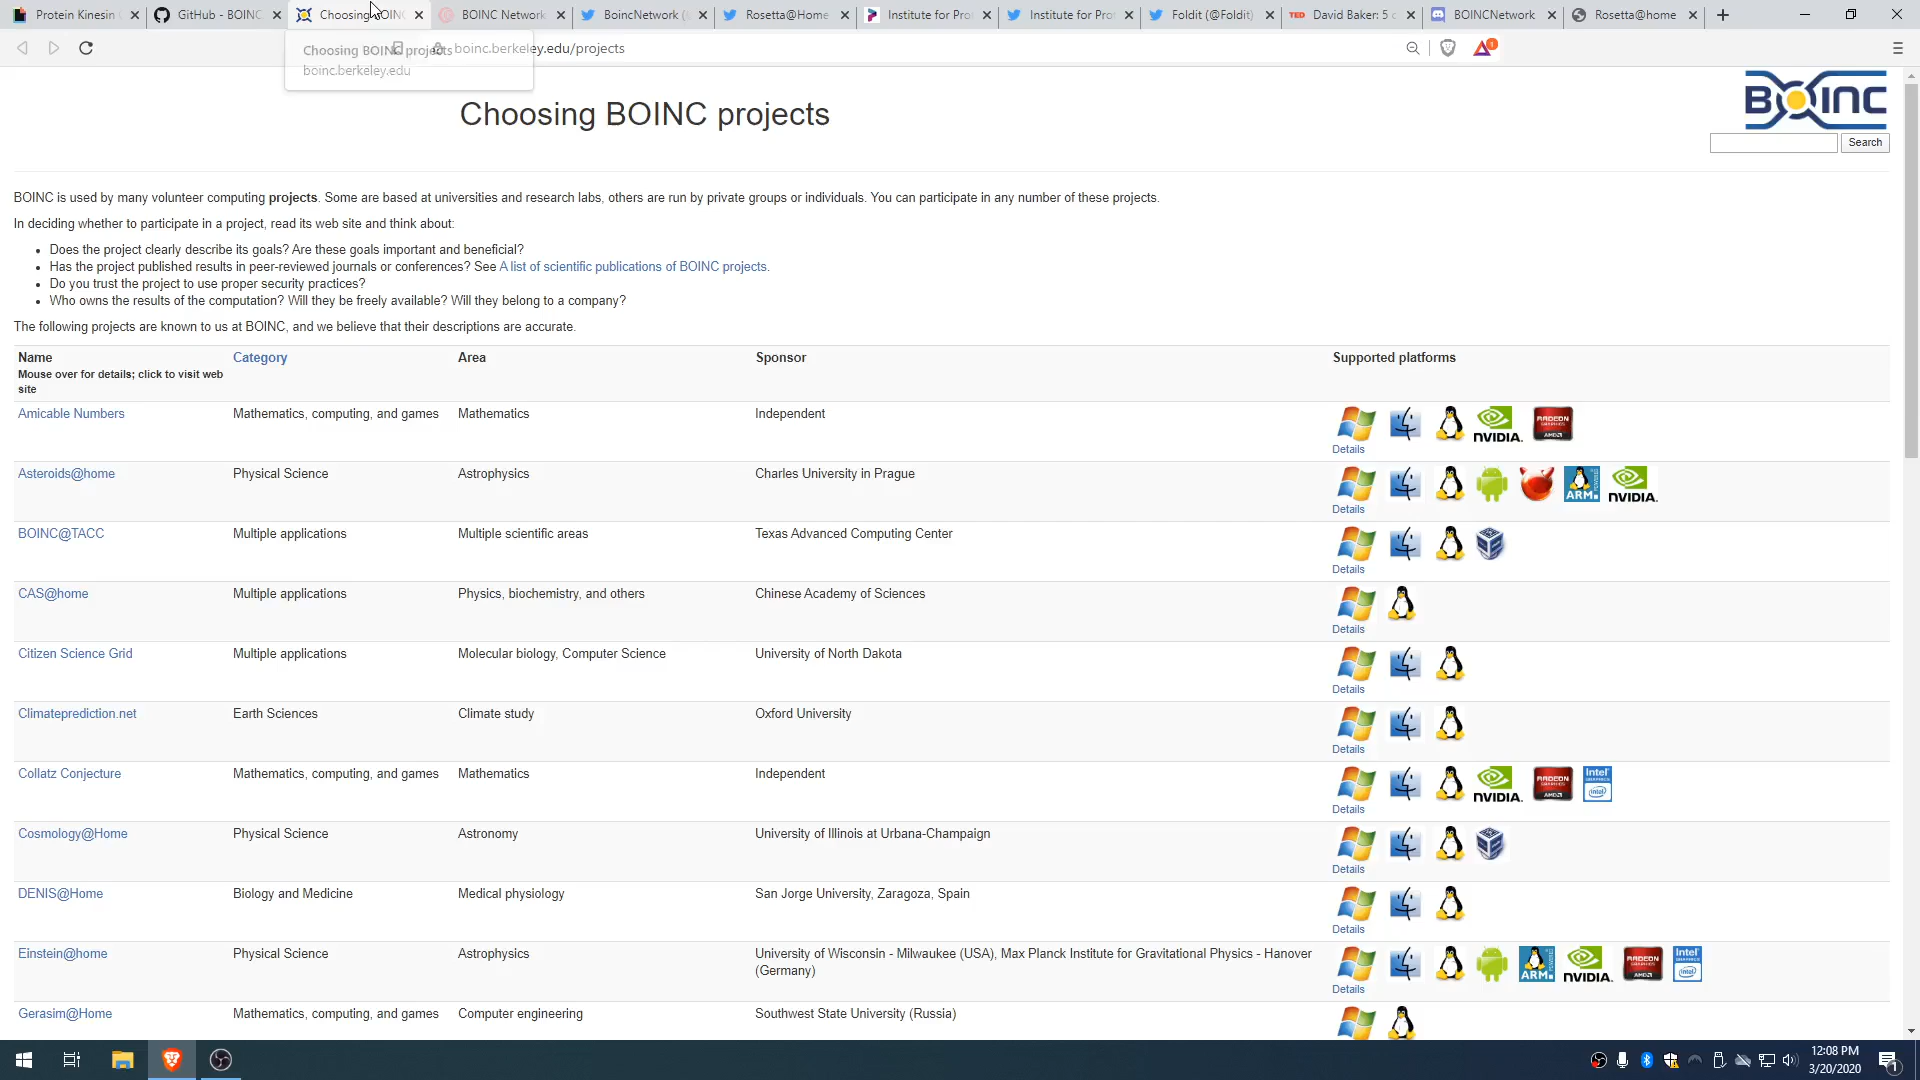 Protein Kinesin
GitHub - BOINC
Choosing BOINC
BOINC Network
BoincNetwork (
Rosetta@Home
Institute for Pro
Institute for Pro
Foldit (@Foldit)
David Baker: 5 c
BOINCNetwork
Rosetta@home
Choosing BOINC projects
boinc.berkeley.edu
boinc.berkeley.edu/projects
Choosing BOINC projects
BOINC
Search
BOINC is used by many volunteer computing projects. Some are based at universities and research labs, others are run by private groups or individuals. You can participate in any number of these projects.
In deciding whether to participate in a project, read its web site and think about:
• Does the project clearly describe its goals? Are these goals important and beneficial?
• Has the project published results in peer-reviewed journals or conferences? See A list of scientific publications of BOINC projects.
• Do you trust the project to use proper security practices?
• Who owns the results of the computation? Will they be freely available? Will they belong to a company?
The following projects are known to us at BOINC, and we believe that their descriptions are accurate.
Name Category Area Sponsor Supported platforms
Mouse over for details; click to visit web
site
Amicable Numbers Mathematics, computing, and games Mathematics Independent NVIDIA. RADEON GRAPHICS AMD
Details
Asteroids@home Physical Science Astrophysics Charles University in Prague ARM. NVIDIA.
Details
BOINC@TACC Multiple applications Multiple scientific areas Texas Advanced Computing Center
Details
CAS@home Multiple applications Physics, biochemistry, and others Chinese Academy of Sciences
Details
Citizen Science Grid Multiple applications Molecular biology, Computer Science University of North Dakota
Details
Climateprediction.net Earth Sciences Climate study Oxford University
Details
Collatz Conjecture Mathematics, computing, and games Mathematics Independent NVIDIA. RADEON GRAPHICS AMD Intel GRAPHICS intel
Details
Cosmology@Home Physical Science Astronomy University of Illinois at Urbana-Champaign
Details
DENIS@Home Biology and Medicine Medical physiology San Jorge University, Zaragoza, Spain
Details
Einstein@home Physical Science Astrophysics University of Wisconsin - Milwaukee (USA), Max Planck Institute for Gravitational Physics - Hanover ARM. NVIDIA. RADEON GRAPHICS AMD Intel GRAPHICS intel
(Germany)
Details
Gerasim@Home Mathematics, computing, and games Computer engineering Southwest State University (Russia)
12:08 PM
3/20/2020
1